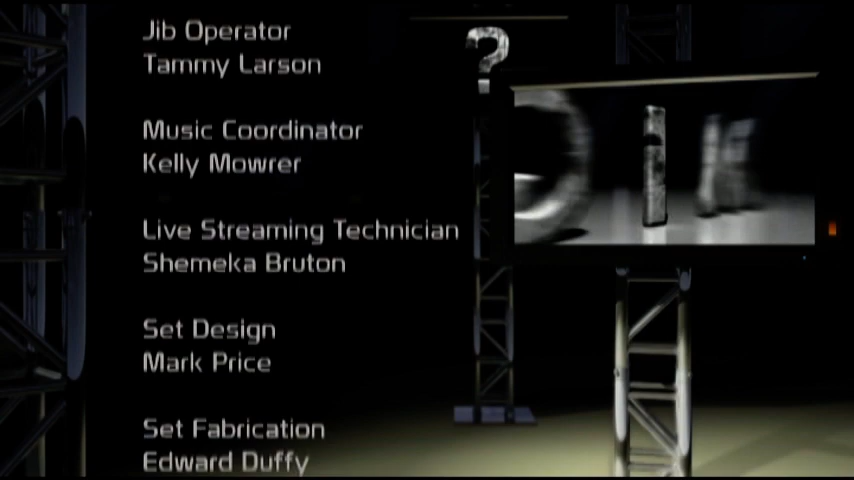 Jib Operator
Tammy Larson
?
Music Coordinator
Kelly Mowrer
Live Streaming Technician
Shemeka Bruton
Set Design
Mark Price
Set Fabrication
Edward Duffy